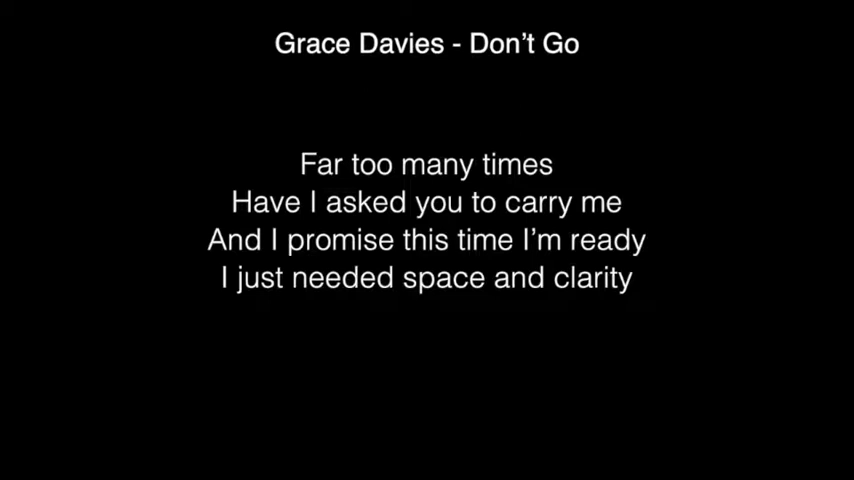 Grace Davies - Don't Go
Far too many times
Have I asked you to carry me
And I promise this time I'm ready
I just needed space and clarity